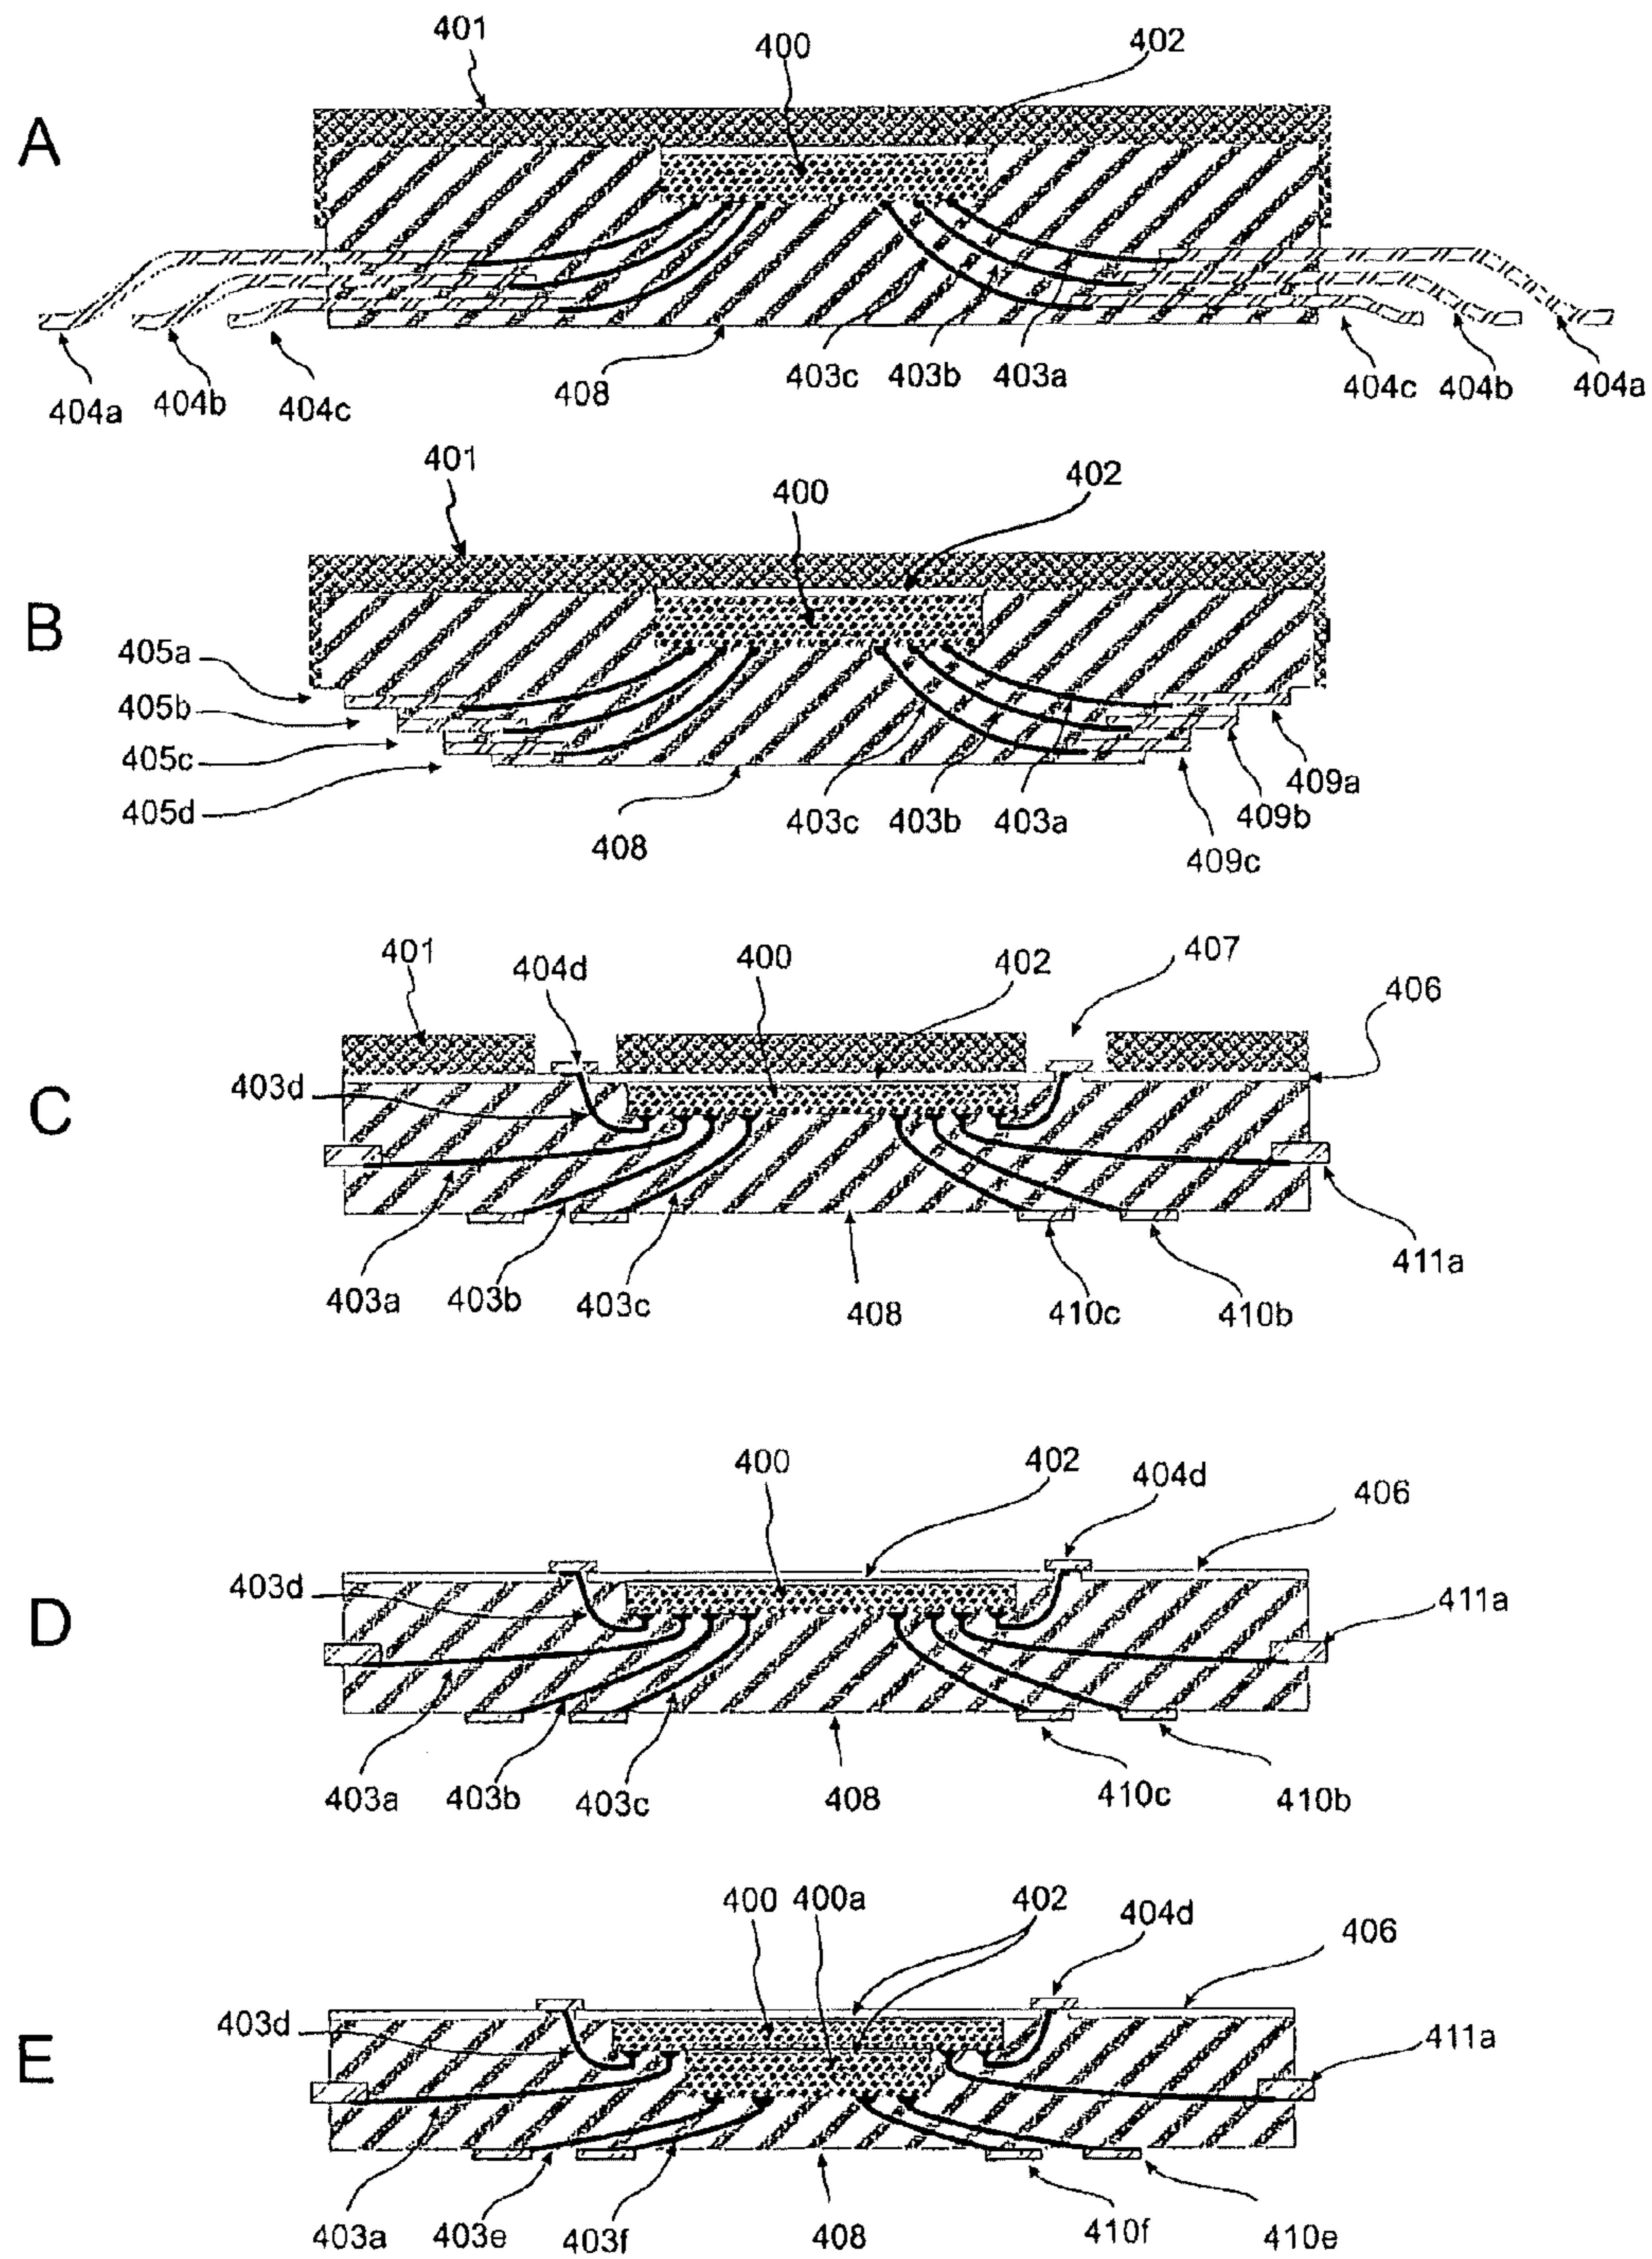 401 400 402
A
403c 403b 403a
408
404a 404b 404c
404c 404b 404a
401 400 402
B
405a
405b
405c
405d
408
403c 403b 403a
409a
409b
409c
401 404d 400 402 407 406
403d
C
403a 403b 403c 408 410c 410b 411a
400 402 404d 406
403d
411a
D
403a 403b 403c 408 410c 410b
400 400a 402 404d 406
403d
411a
E
403a 403e 403f 408 410f 410e